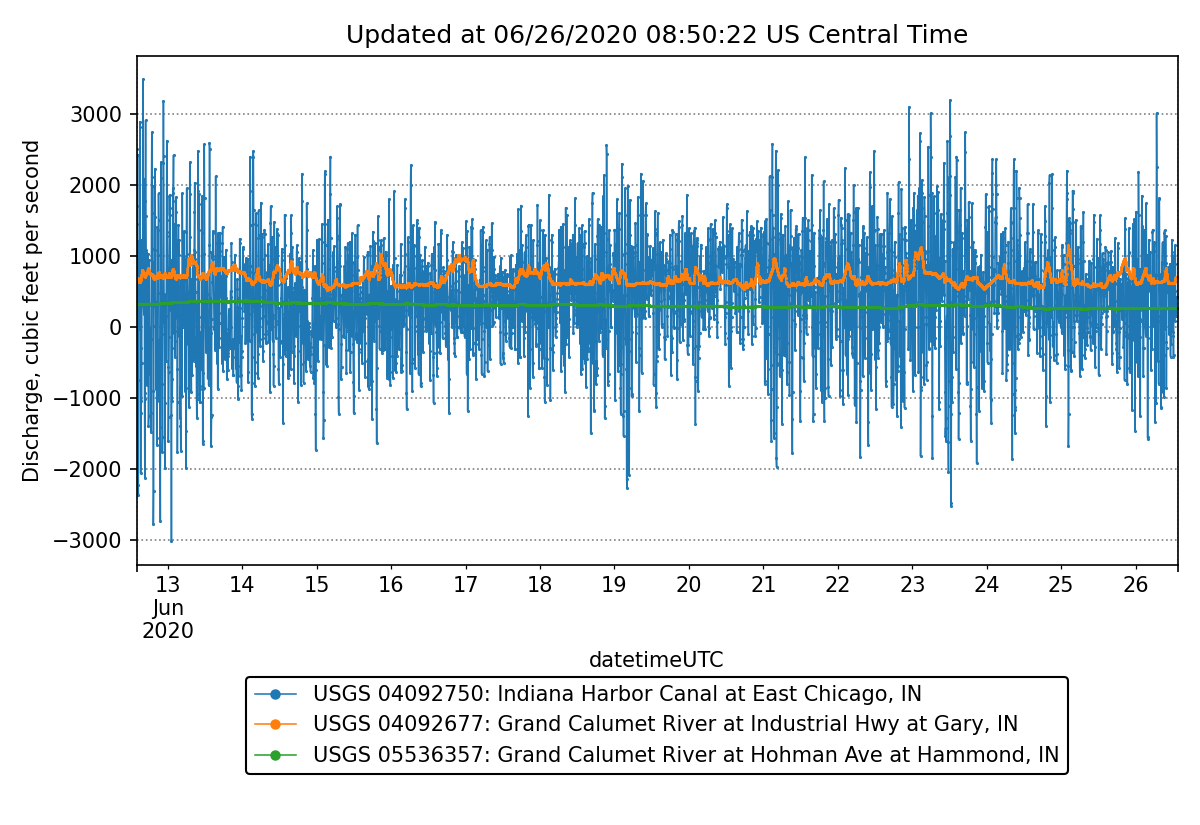 Updated at 06/26/2020 08:50:22 US Central Time
Discharge, cubic feet per second
3000
2000
1000
0
−1000
−2000
−3000
13 14 15 16 17 18 19 20 21 22 23 24 25 26
Jun
2020
datetimeUTC
USGS 04092750: Indiana Harbor Canal at East Chicago, IN
USGS 04092677: Grand Calumet River at Industrial Hwy at Gary, IN
USGS 05536357: Grand Calumet River at Hohman Ave at Hammond, IN